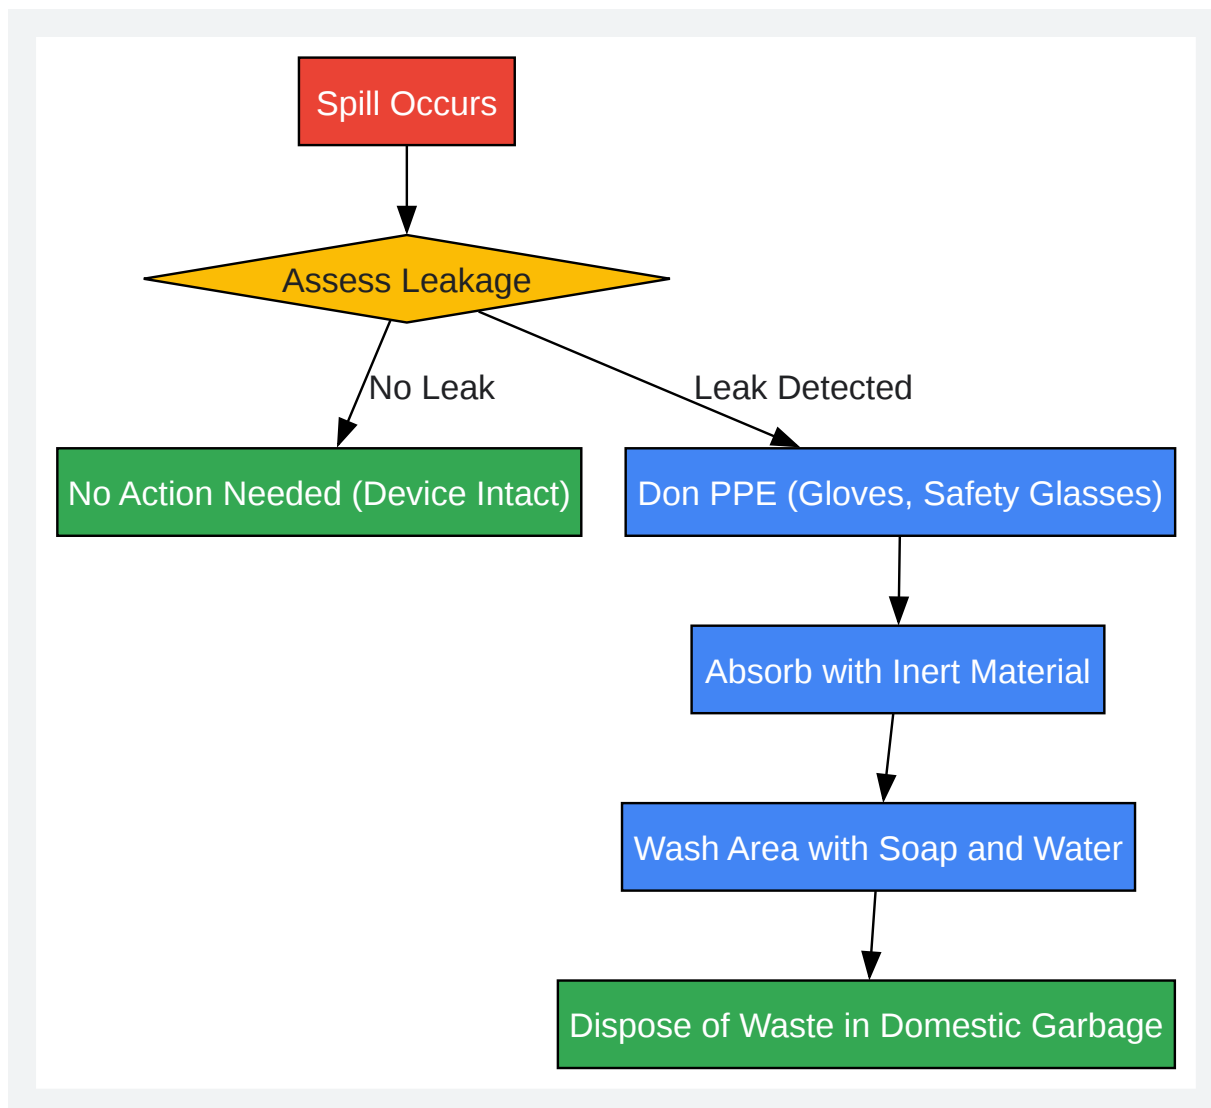 Spill Occurs
Assess Leakage
No Leak
Leak Detected
No Action Needed (Device Intact)
Don PPE (Gloves, Safety Glasses)
Absorb with Inert Material
Wash Area with Soap and Water
Dispose of Waste in Domestic Garbage